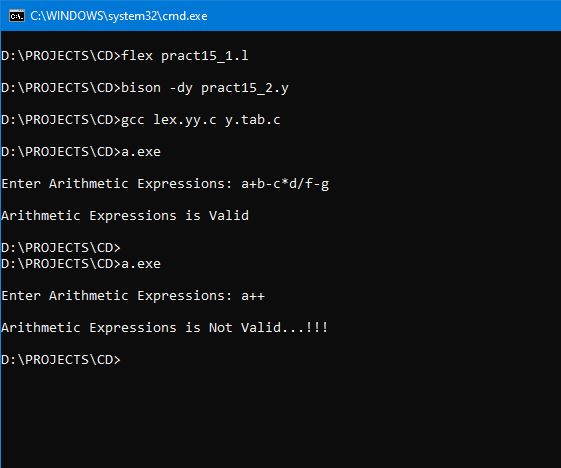 C:\WINDOWS\system32\cmd.exe
D:\PROJECTS\CD>flex pract15_1.l
D:\PROJECTS\CD>bison -dy pract15_2.y
D:\PROJECTS\CD>gcc lex.yy.c y.tab.c
D:\PROJECTS\CD>a.exe
Enter Arithmetic Expressions: a+b-c*d/f-g
Arithmetic Expressions is Valid
D:\PROJECTS\CD>
D:\PROJECTS\CD>a.exe
Enter Arithmetic Expressions: a++
Arithmetic Expressions is Not Valid...!!!
D:\PROJECTS\CD>